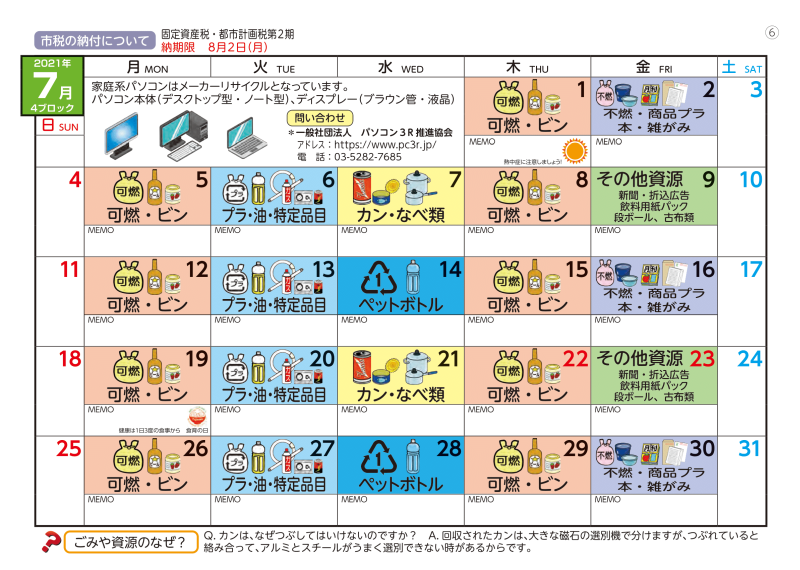 ⑥
市税の納付について
固定資産税・都市計画税第2期
納期限 8月2日(月)
2021年
7月
4ブロック
日 SUN
月 MON
火 TUE
水 WED
木 THU
金 FRI
土 SAT
家庭系パソコンはメーカーリサイクルとなっています。
パソコン本体(デスクトップ型・ノート型)、ディスプレー(ブラウン管・液晶)
問い合わせ
*一般社団法人 パソコン3R推進協会
アドレス:https://www.pc3r.jp/
電 話:03-5282-7685
可燃
1
可燃・ビン
MEMO
熱中症に注意しましょう!
不燃
月刊
2
不燃・商品プラ
本・雑がみ
MEMO
3
4
可燃
5
可燃・ビン
MEMO
プラ
6
プラ・油・特定品目
MEMO
7
カン・なべ類
MEMO
可燃
8
可燃・ビン
MEMO
その他資源 9
新聞・折込広告
飲料用紙パック
段ボール、古布類
MEMO
10
11
可燃
12
可燃・ビン
MEMO
プラ
13
プラ・油・特定品目
MEMO
1
14
ペットボトル
MEMO
可燃
15
可燃・ビン
MEMO
不燃
月刊
16
不燃・商品プラ
本・雑がみ
MEMO
17
18
可燃
19
可燃・ビン
MEMO
健康は1日3度の食事から 食育の日
プラ
20
プラ・油・特定品目
MEMO
21
カン・なべ類
MEMO
可燃
22
可燃・ビン
MEMO
その他資源 23
新聞・折込広告
飲料用紙パック
段ボール、古布類
MEMO
24
25
可燃
26
可燃・ビン
MEMO
プラ
27
プラ・油・特定品目
MEMO
1
28
ペットボトル
MEMO
可燃
29
可燃・ビン
MEMO
不燃
月刊
30
不燃・商品プラ
本・雑がみ
MEMO
31
ごみや資源のなぜ?
Q. カンは、なぜつぶしてはいけないのですか? A. 回収されたカンは、大きな磁石の選別機で分けますが、つぶれていると
絡み合って、アルミとスチールがうまく選別できない時があるからです。